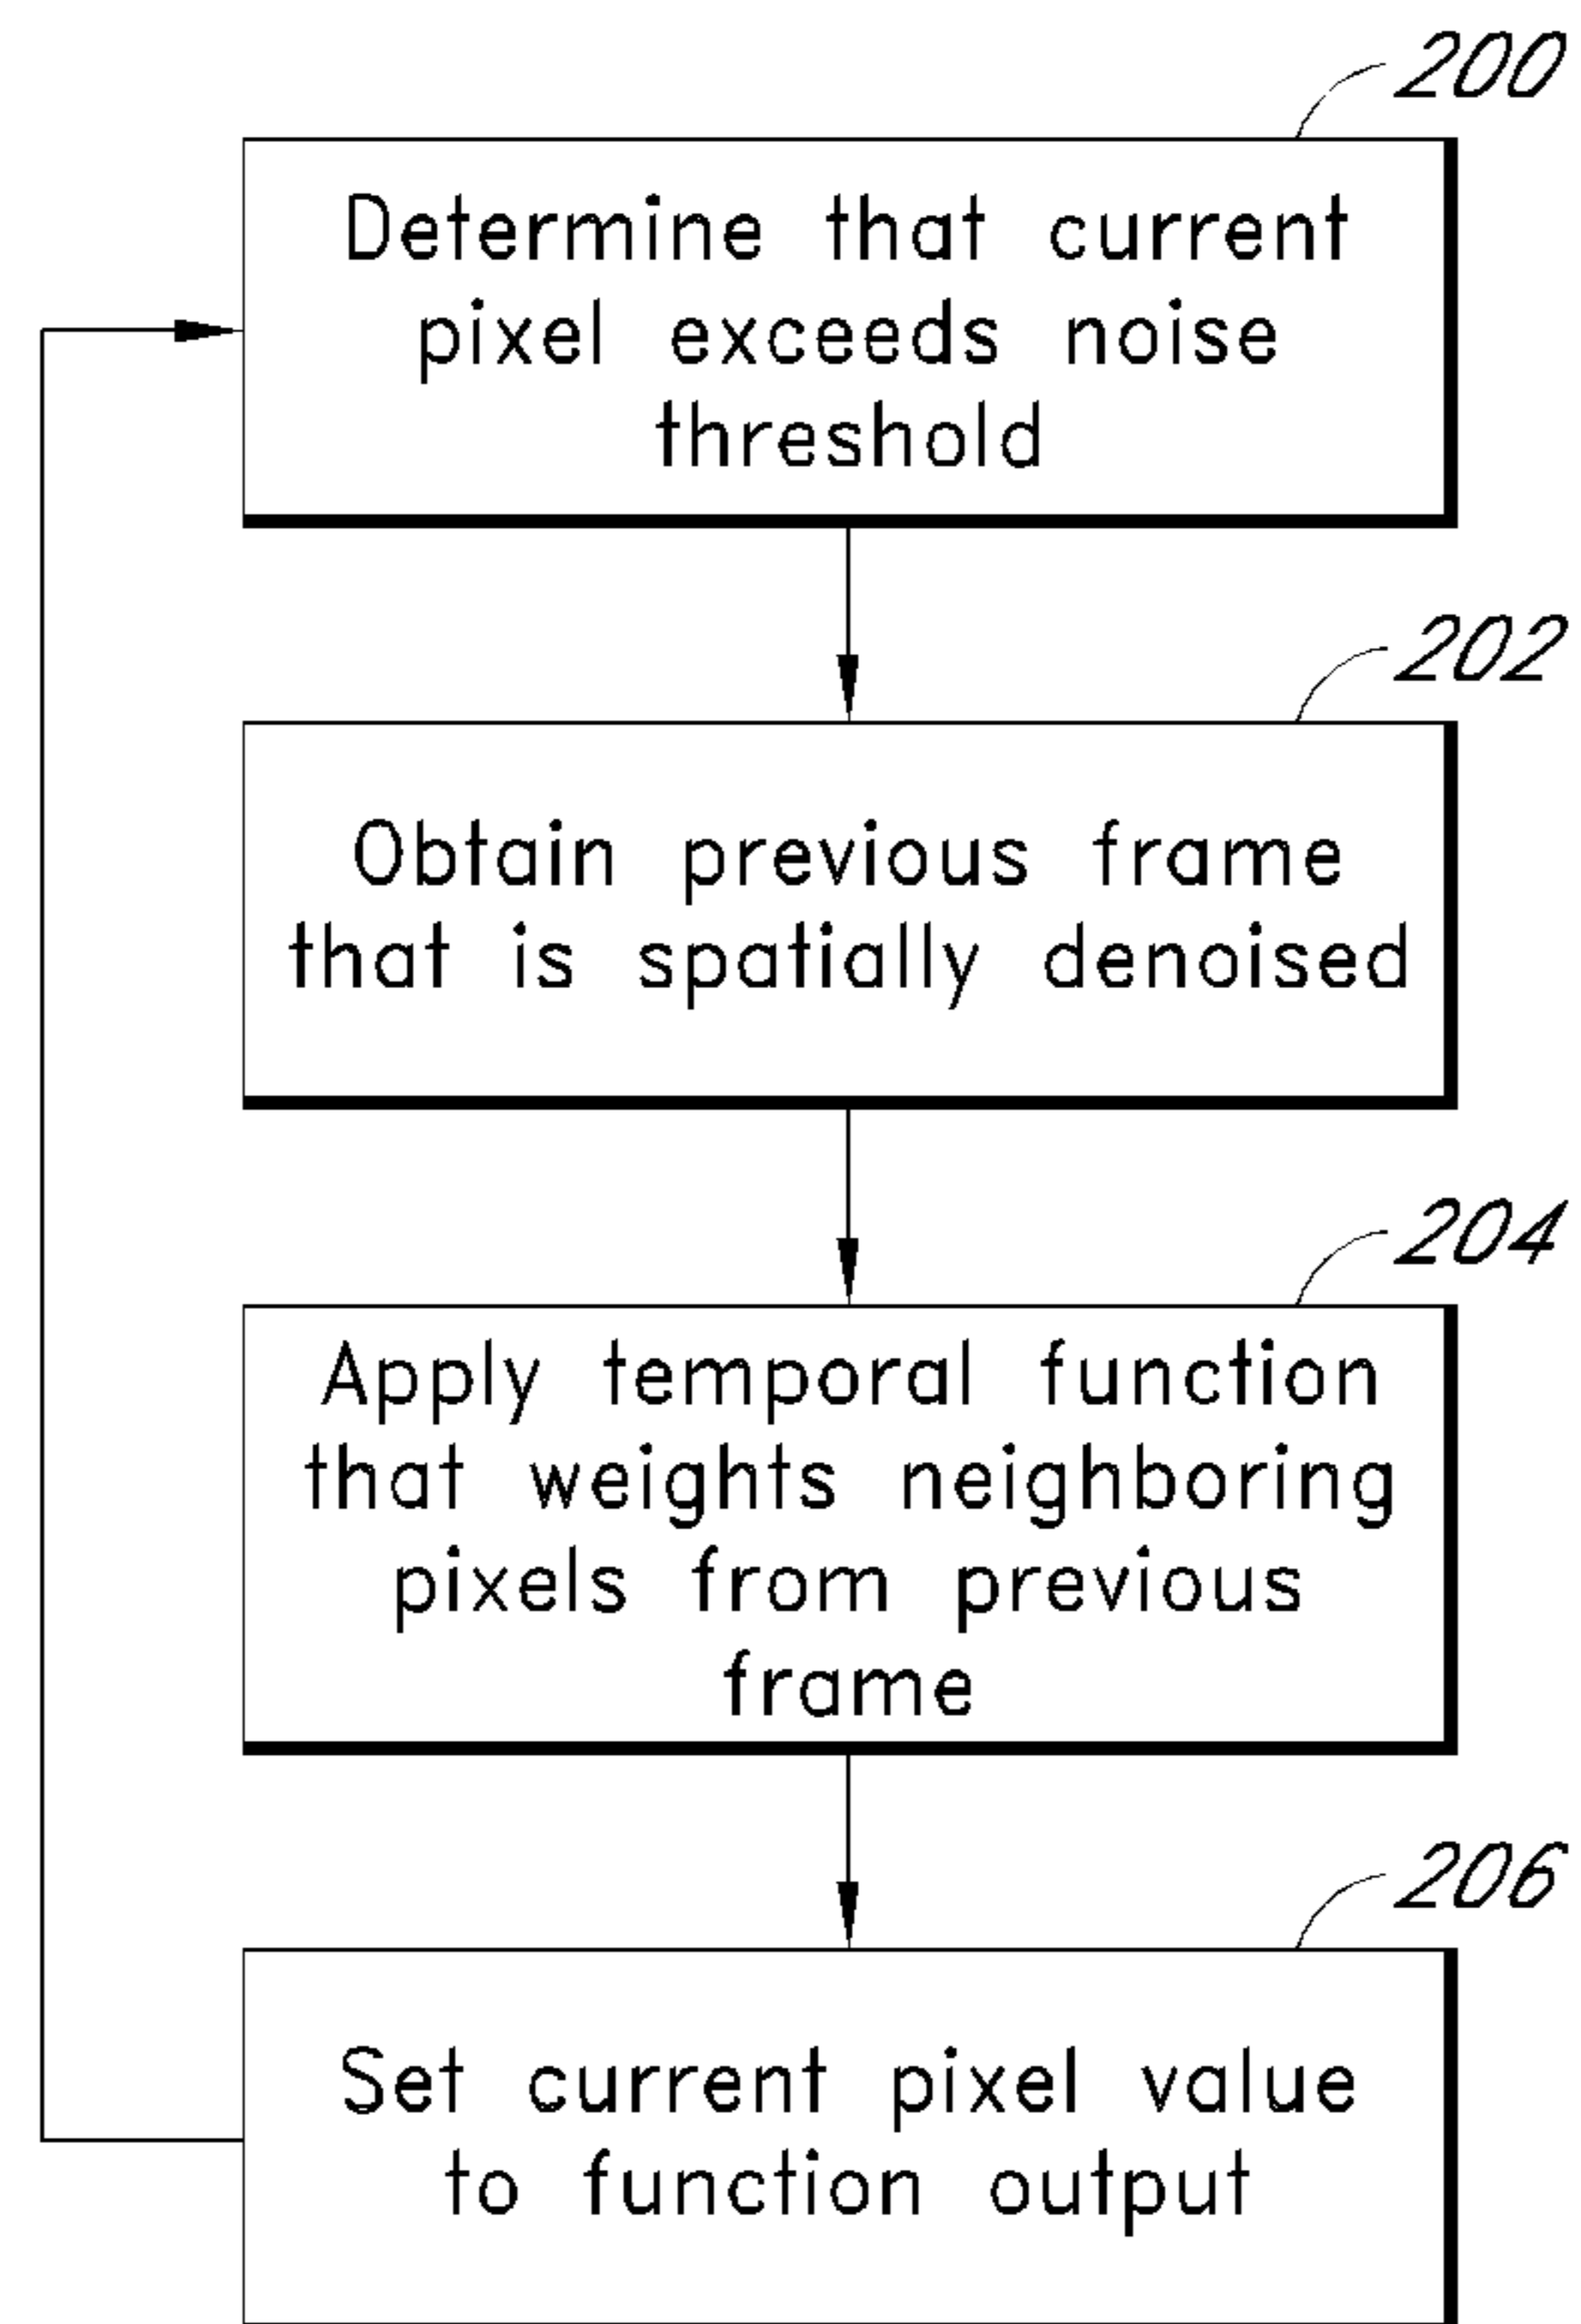 200
Determine that current
pixel exceeds noise
threshold
202
Obtain previous frame
that is spatially denoised
204
Apply temporal function
that weights neighboring
pixels from previous
frame
206
Set current pixel value
to function output